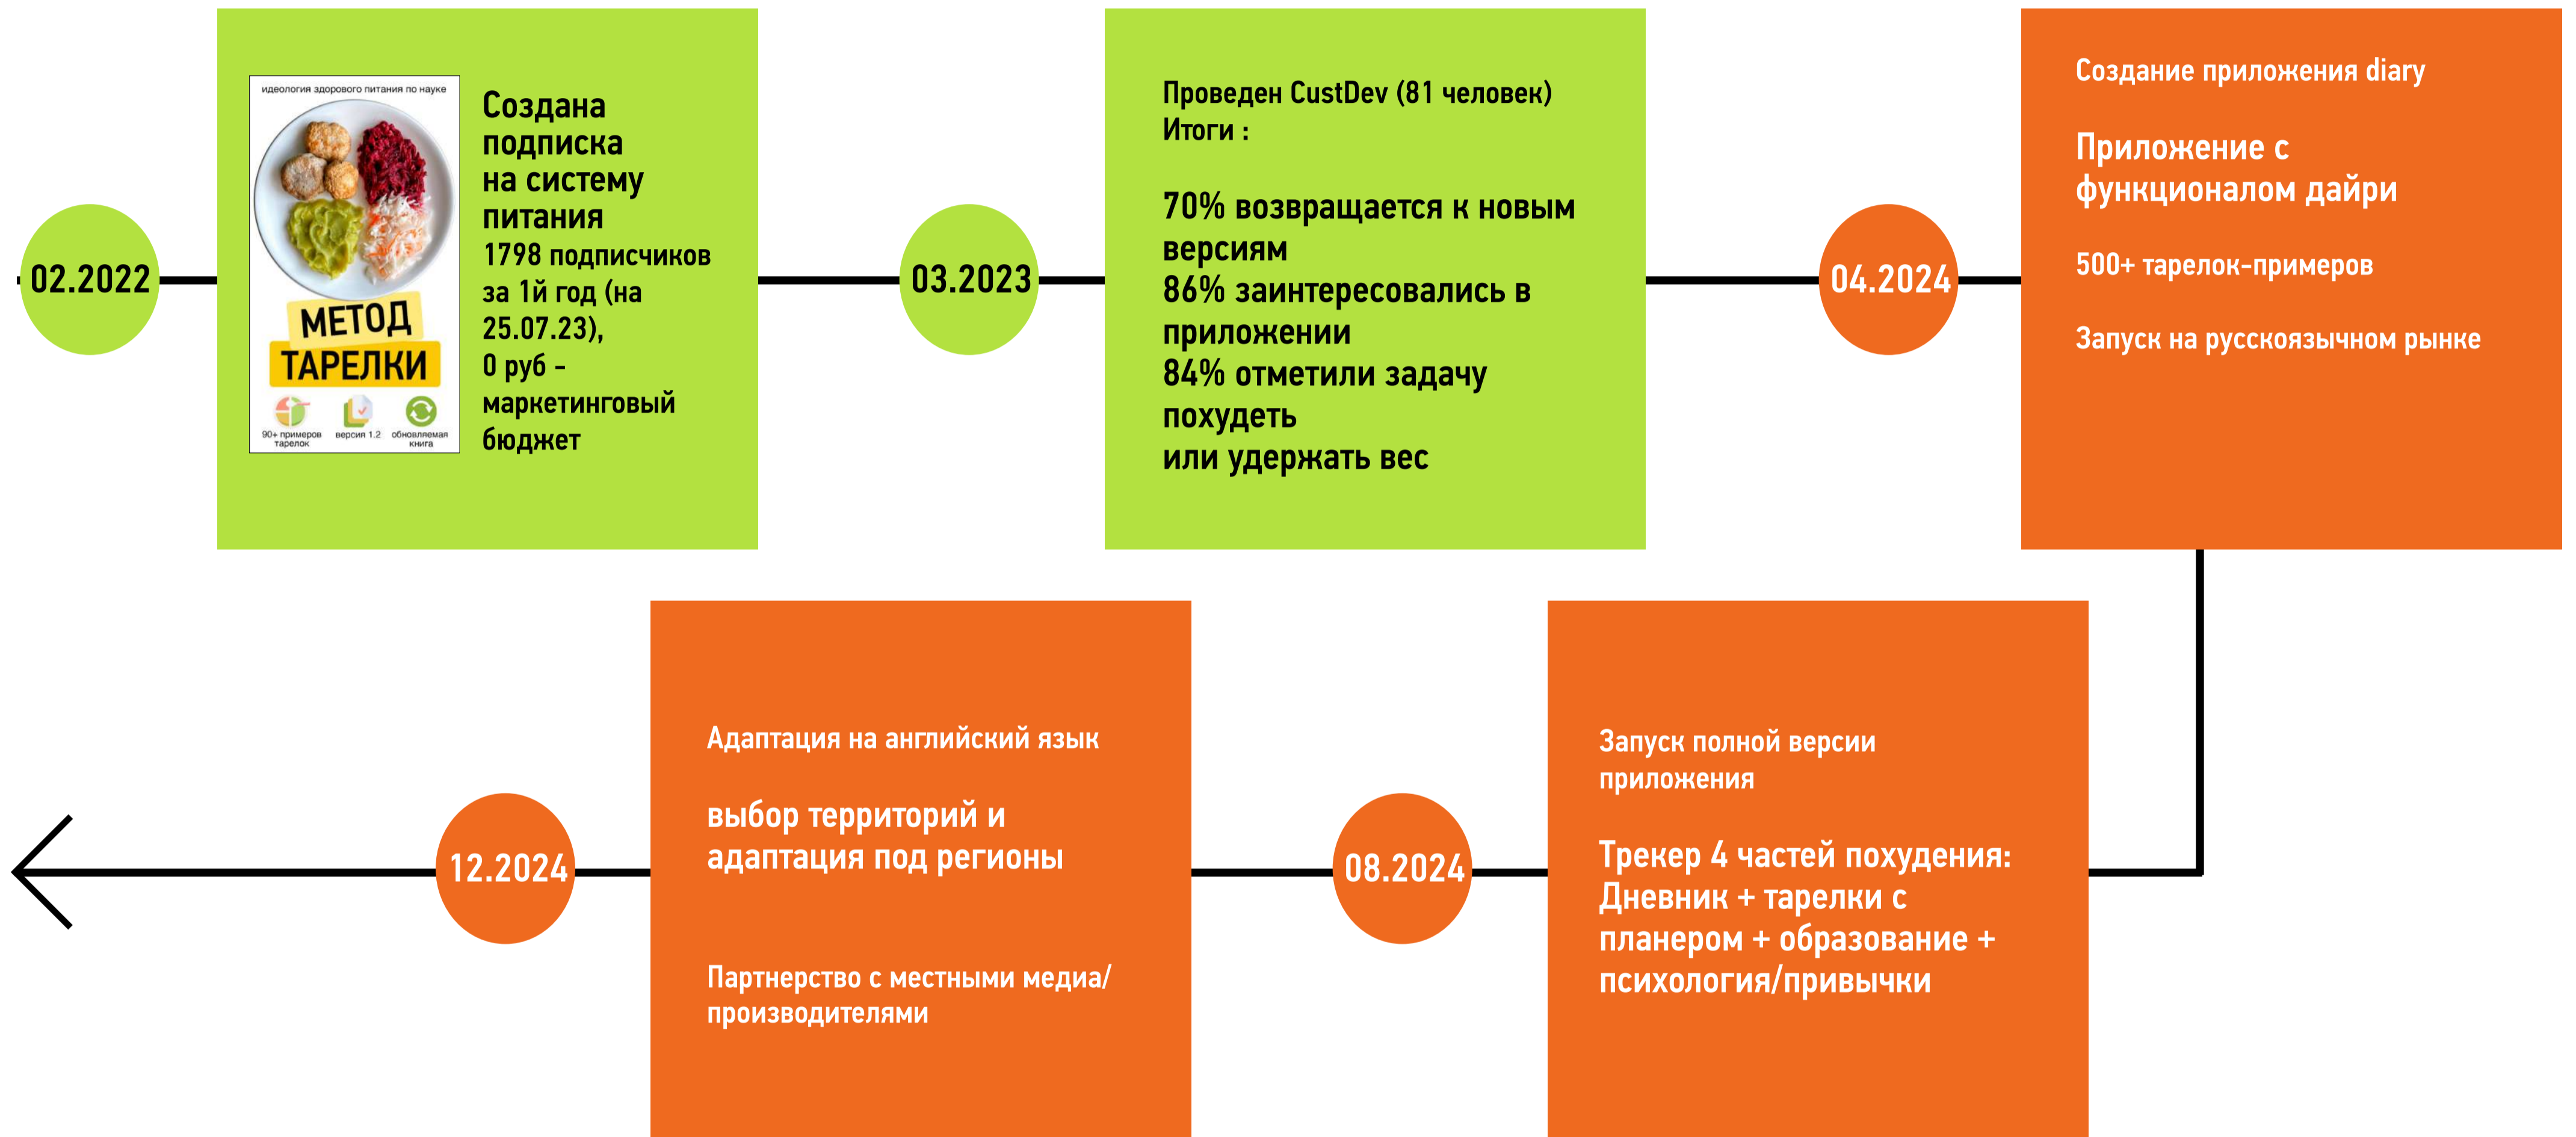 02.2022
идеология здорового питания по науке
МЕТОД
ТАРЕЛКИ
90+ примеров
тарелок
версия 1.2
обновляемая
книга
Создана
подписка
на систему
питания
1798 подписчиков
за 1й год (на
25.07.23),
0 руб -
маркетинговый
бюджет
03.2023
Проведен CustDev (81 человек)
Итоги :
70% возвращается к новым
версиям
86% заинтересовались в
приложении
84% отметили задачу
похудеть
или удержать вес
04.2024
Создание приложения diary
Приложение с
функционалом дайри
500+ тарелок-примеров
Запуск на русскоязычном рынке
08.2024
Запуск полной версии
приложения
Трекер 4 частей похудения:
Дневник + тарелки с
планером + образование +
психология/привычки
12.2024
Адаптация на английский язык
выбор территорий и
адаптация под регионы
Партнерство с местными медиа/
производителями